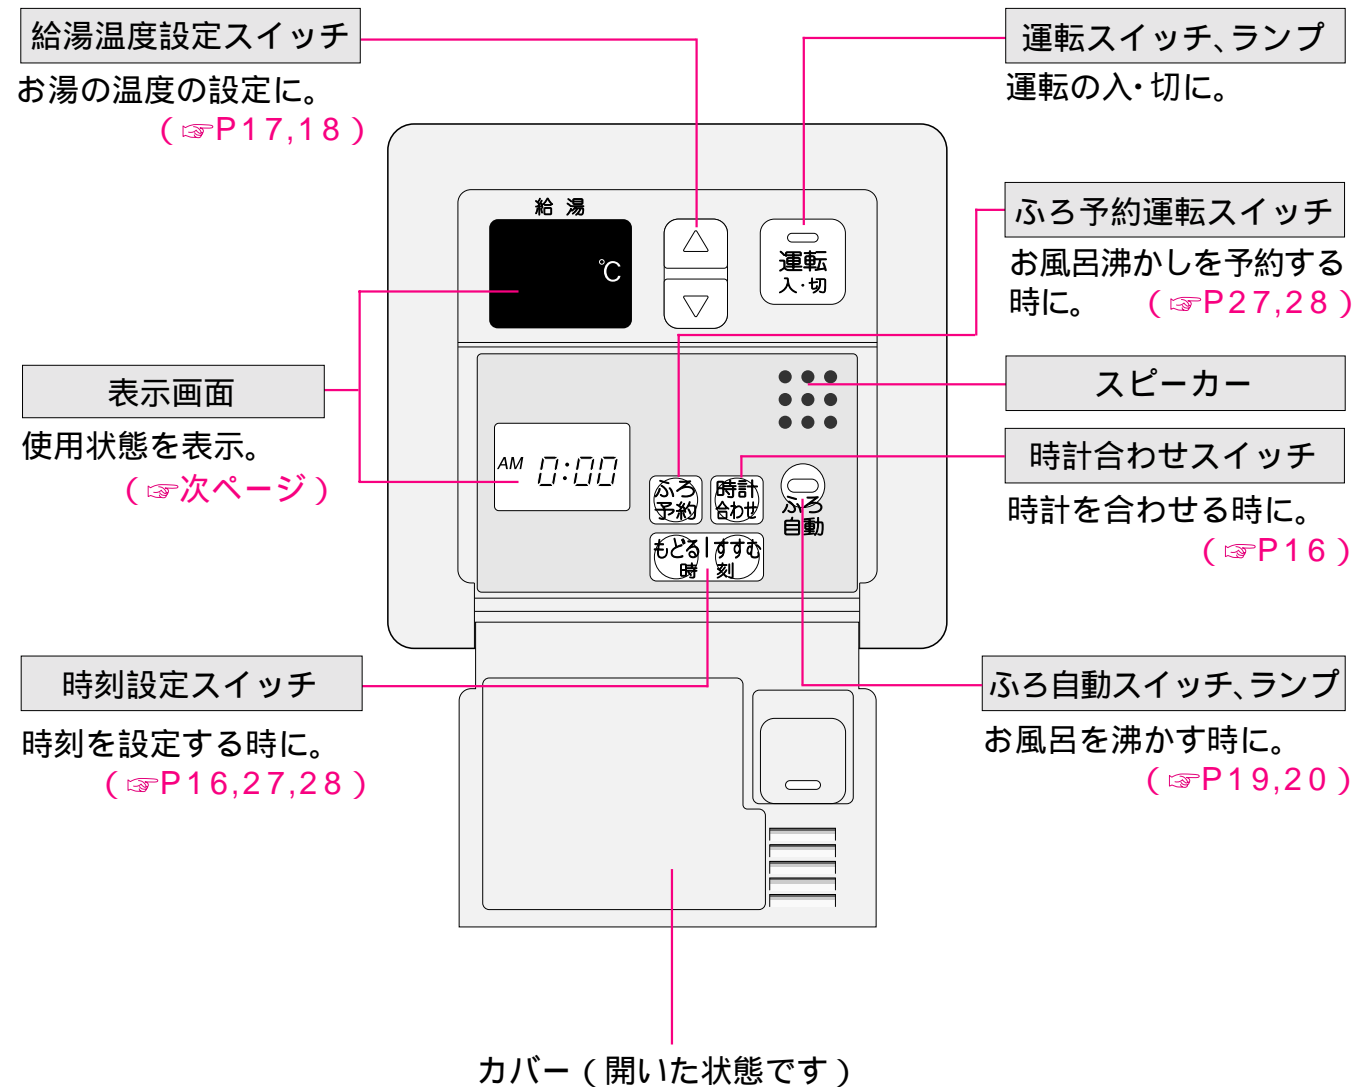 給湯温度設定スイッチ
お湯の温度の設定に。
(☞P17,18)
運転スイッチ、ランプ
運転の入・切に。
給湯
℃
△
▽
運転
入・切
ふろ予約運転スイッチ
お風呂沸かしを予約する
時に。 (☞P27,28)
表示画面
使用状態を表示。
(☞次ページ)
スピーカー
時計合わせスイッチ
時計を合わせる時に。
(☞P16)
AM 0:00
ふろ
予約
時計
合わせ
ふろ
自動
もどる すすむ
時 刻
時刻設定スイッチ
時刻を設定する時に。
(☞P16,27,28)
ふろ自動スイッチ、ランプ
お風呂を沸かす時に。
(☞P19,20)
カバー(開いた状態です)